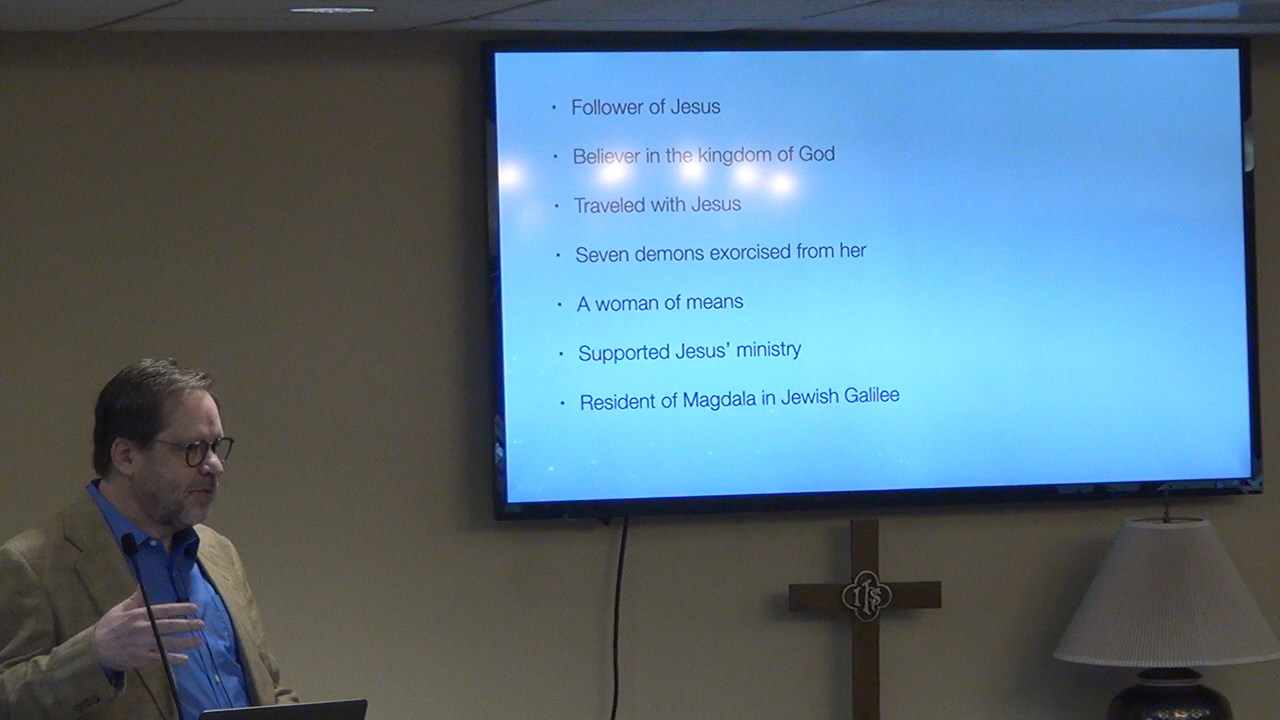 • Follower of Jesus
• Believer in the kingdom of God
• Traveled with Jesus
• Seven demons exorcised from her
• A woman of means
• Supported Jesus’ ministry
• Resident of Magdala in Jewish Galilee
IHS